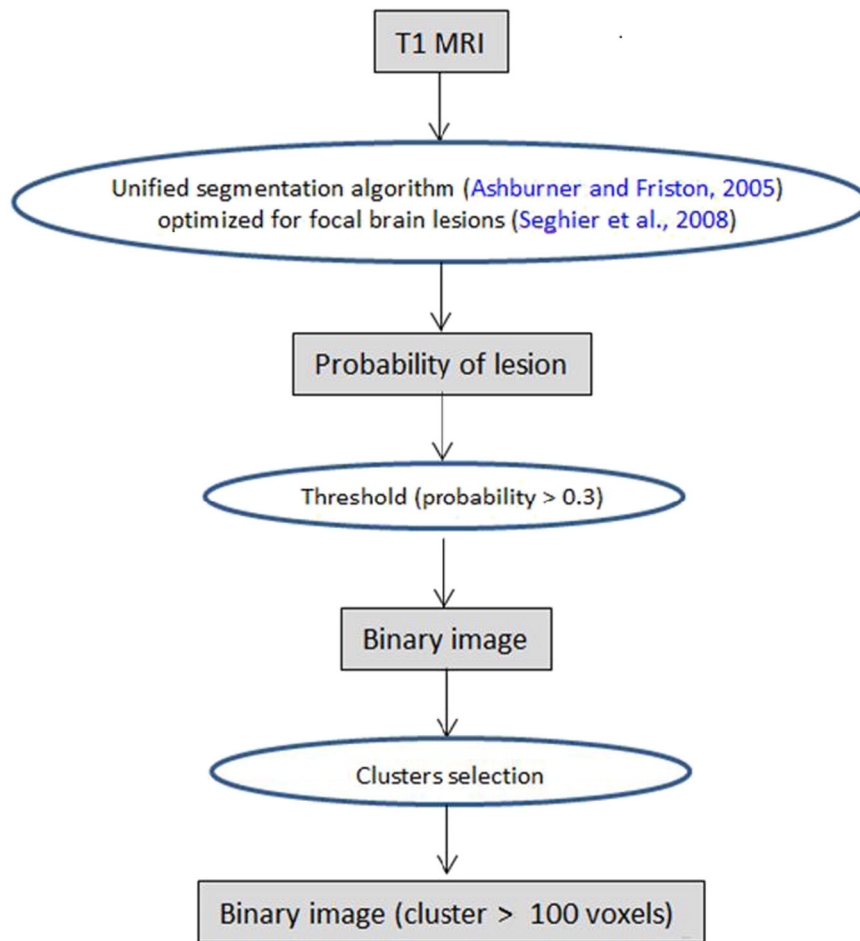 T1 MRI
Unified segmentation algorithm (Ashburner and Friston, 2005)
optimized for focal brain lesions (Seghier et al., 2008)
Probability of lesion
Threshold (probability > 0.3)
Binary image
Clusters selection
Binary image (cluster > 100 voxels)